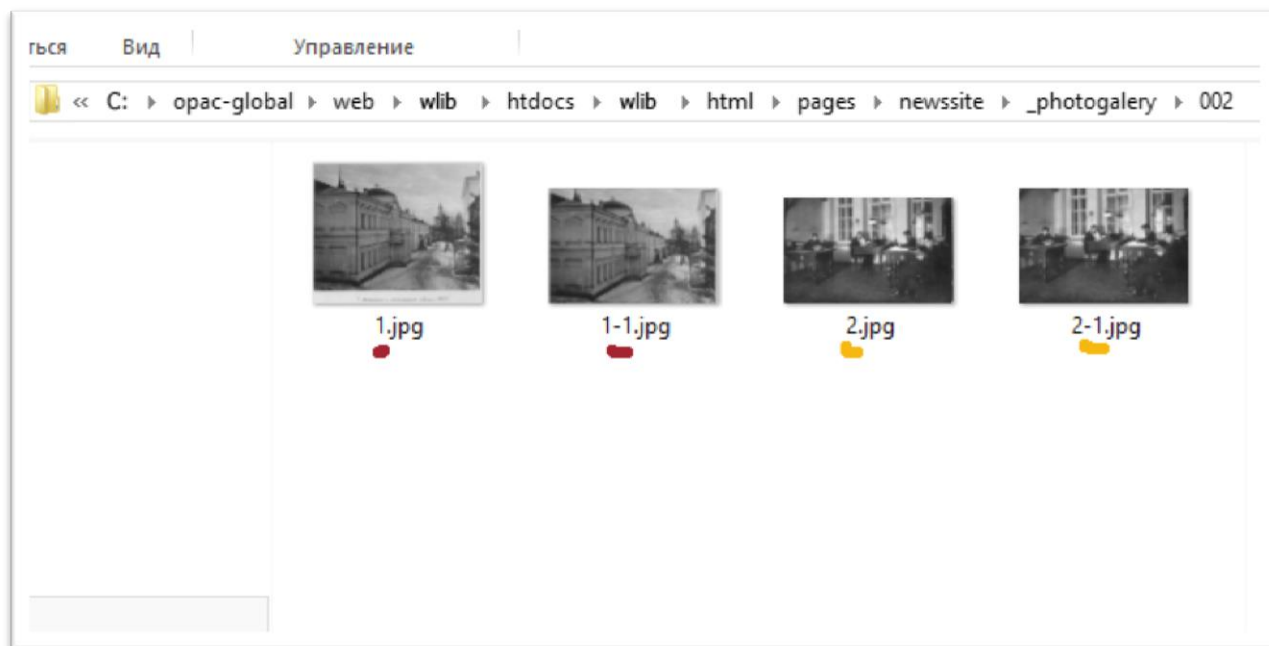 ться Вид Управление
« C: opac-global web wlib htdocs wlib html pages newssite _photogalery 002
1.jpg 1-1.jpg 2.jpg 2-1.jpg